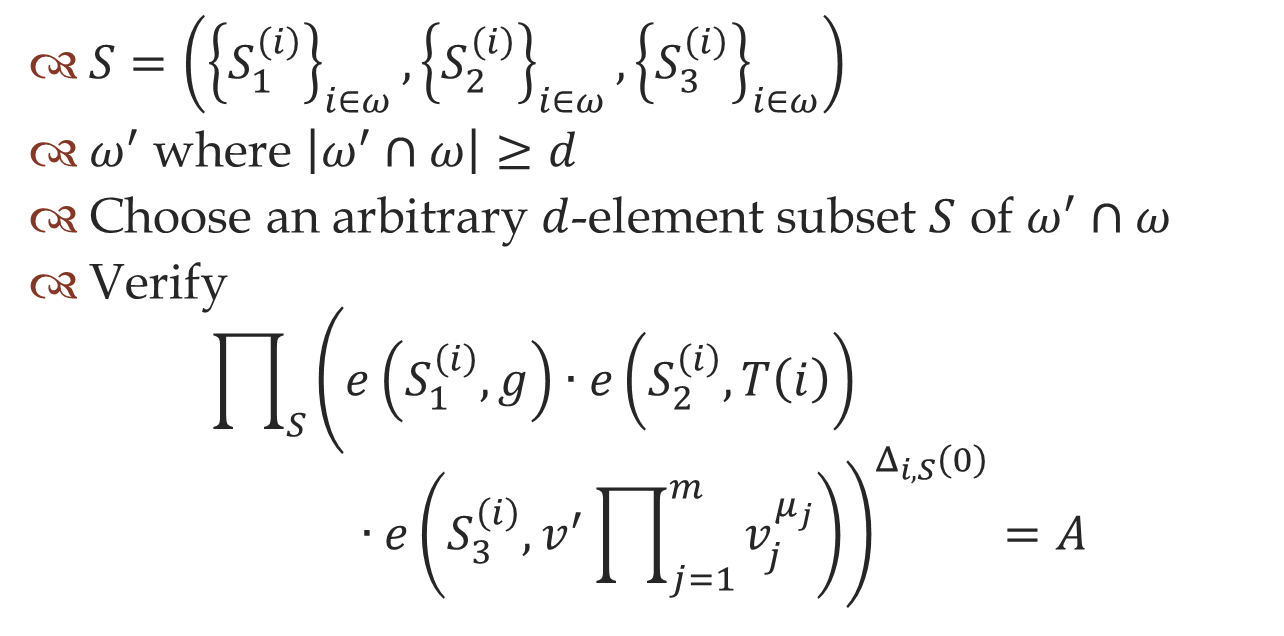 S = ({S_1^{(i)}}_{i∈ω}, {S_2^{(i)}}_{i∈ω}, {S_3^{(i)}}_{i∈ω})
ω′ where |ω′ ∩ ω| ≥ d
Choose an arbitrary d-element subset S of ω′ ∩ ω
Verify
∏_S (e(S_1^{(i)}, g) · e(S_2^{(i)}, T(i))
· e(S_3^{(i)}, v′ ∏_{j=1}^{m} v_j^{μ_j}))^{Δ_{i,S}(0)} = A